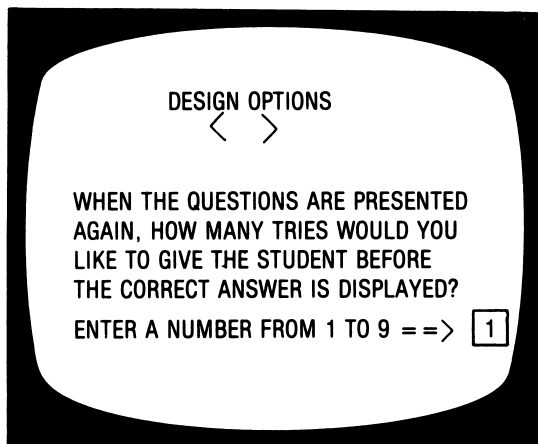 DESIGN OPTIONS
< >
WHEN THE QUESTIONS ARE PRESENTED
AGAIN, HOW MANY TRIES WOULD YOU
LIKE TO GIVE THE STUDENT BEFORE
THE CORRECT ANSWER IS DISPLAYED?
ENTER A NUMBER FROM 1 TO 9 ==> 1